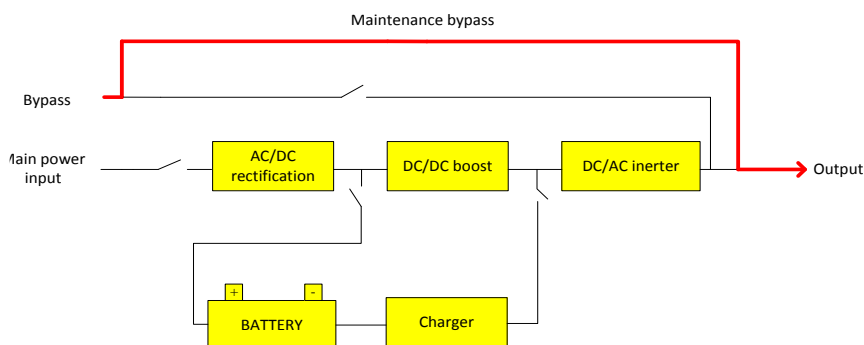 Maintenance bypass
Bypass
Main power
input
AC/DC
rectification
DC/DC boost
DC/AC inerter
Output
+
-
BATTERY
Charger